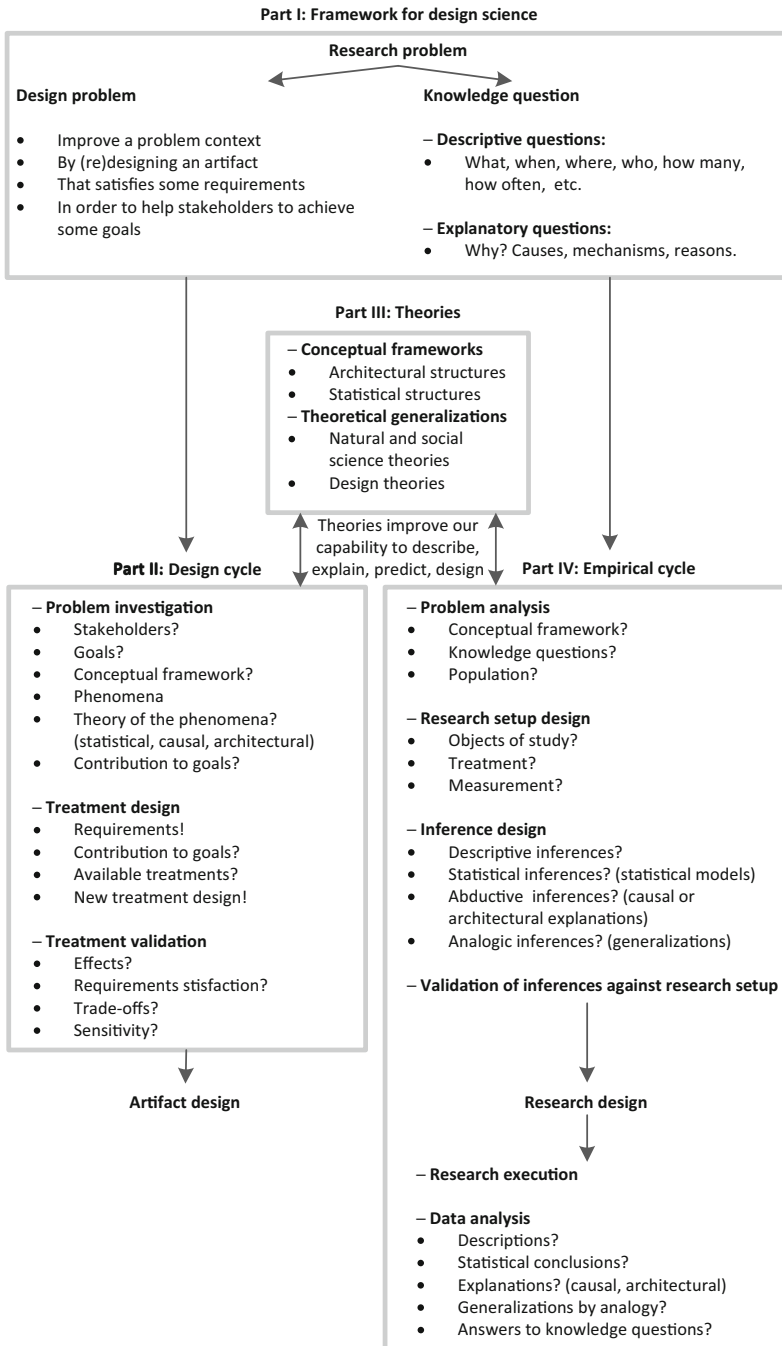 Part I: Framework for design science
Research problem
Design problem
• Improve a problem context
• By (re)designing an artifact
• That satisfies some requirements
• In order to help stakeholders to achieve
some goals
Knowledge question
– Descriptive questions:
• What, when, where, who, how many,
how often, etc.
– Explanatory questions:
• Why? Causes, mechanisms, reasons.
Part III: Theories
– Conceptual frameworks
• Architectural structures
• Statistical structures
– Theoretical generalizations
• Natural and social
science theories
• Design theories
Theories improve our
capability to describe,
explain, predict, design
Part II: Design cycle
– Problem investigation
• Stakeholders?
• Goals?
• Conceptual framework?
• Phenomena
• Theory of the phenomena?
(statistical, causal, architectural)
• Contribution to goals?
– Treatment design
• Requirements!
• Contribution to goals?
• Available treatments?
• New treatment design!
– Treatment validation
• Effects?
• Requirements satisfaction?
• Trade-offs?
• Sensitivity?
Artifact design
Part IV: Empirical cycle
– Problem analysis
• Conceptual framework?
• Knowledge questions?
• Population?
– Research setup design
• Objects of study?
• Treatment?
• Measurement?
– Inference design
• Descriptive inferences?
• Statistical inferences? (statistical models)
• Abductive inferences? (causal or
architectural explanations)
• Analogic inferences? (generalizations)
– Validation of inferences against research setup
Research design
– Research execution
– Data analysis
• Descriptions?
• Statistical conclusions?
• Explanations? (causal, architectural)
• Generalizations by analogy?
• Answers to knowledge questions?